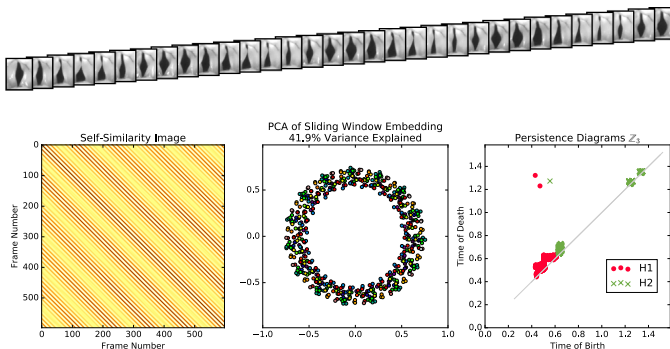 Self-Similarity Image
0
100
200
300
400
500
Frame Number
0 100 200 300 400 500
Frame Number
PCA of Sliding Window Embedding
41.9% Variance Explained
0.5
0.0
−0.5
−1.0 −0.5 0.0 0.5 1.0
Persistence Diagrams ℤ₃
1.4
1.2
1.0
0.8
0.6
0.4
0.2
0.0
Time of Death
H1
H2
0.0 0.2 0.4 0.6 0.8 1.0 1.2 1.4
Time of Birth